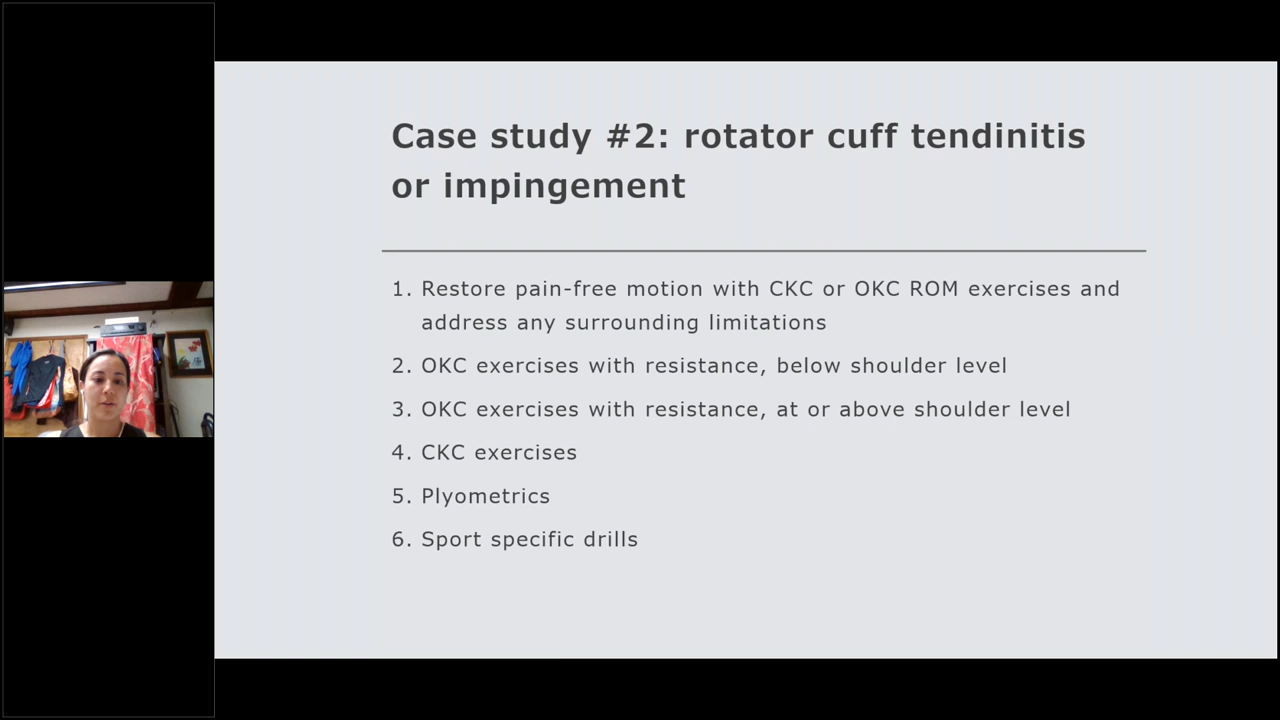 Case study #2: rotator cuff tendinitis
or impingement
1. Restore pain-free motion with CKC or OKC ROM exercises and
address any surrounding limitations
2. OKC exercises with resistance, below shoulder level
3. OKC exercises with resistance, at or above shoulder level
4. CKC exercises
5. Plyometrics
6. Sport specific drills